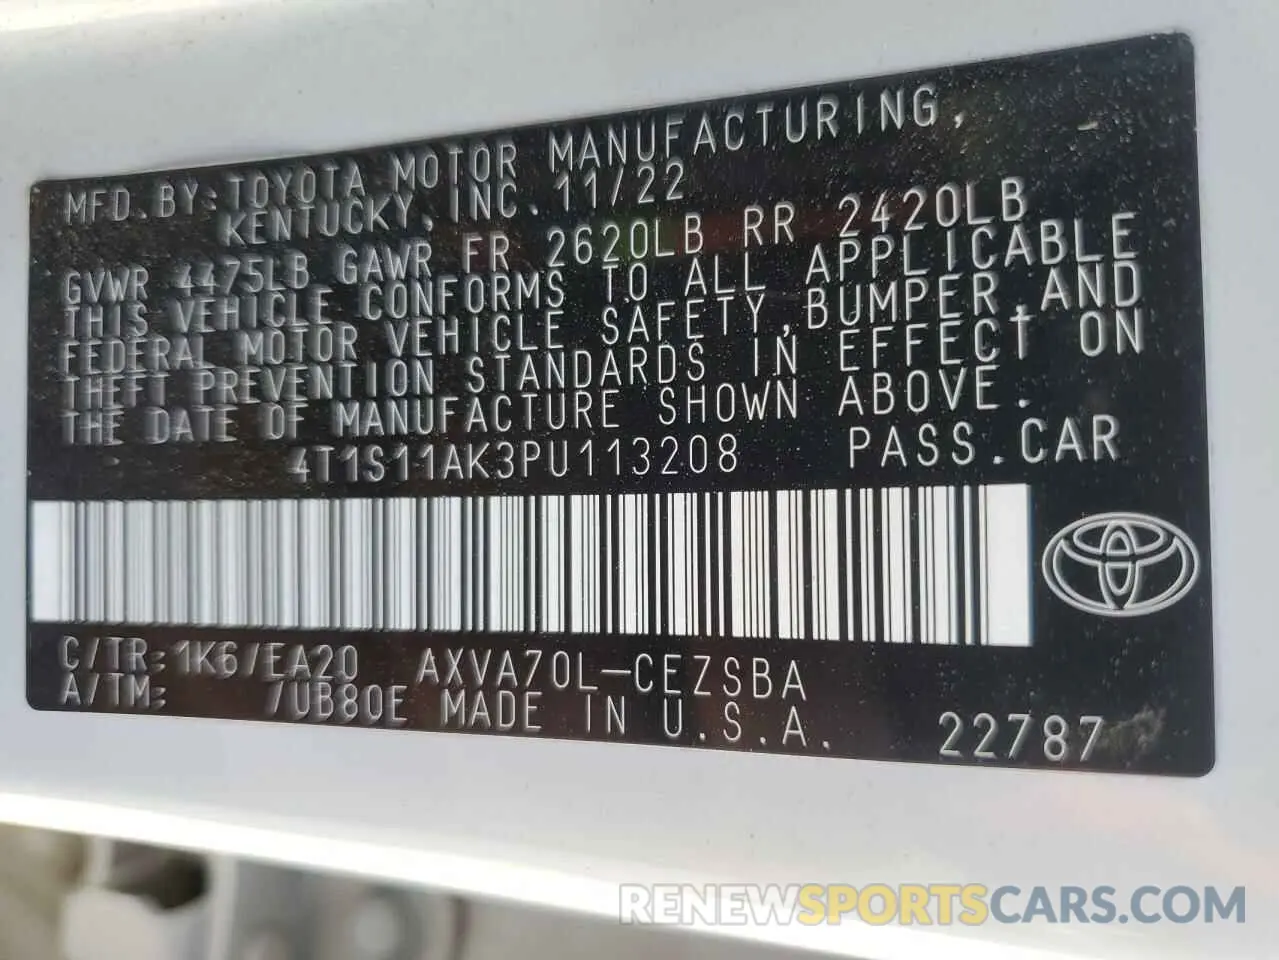 MFD.BY:TOYOTA MOTOR MANUFACTURING,
KENTUCKY, INC. 11/22
GVWR 4475LB GAWR FR 2620LB RR 2420LB
THIS VEHICLE CONFORMS TO ALL APPLICABLE
FEDERAL MOTOR VEHICLE SAFETY,BUMPER,AND
THEFT PREVENTION STANDARDS IN EFFECT ON
THE DATE OF MANUFACTURE SHOWN ABOVE.
4T1S11AK3PU113208 PASS.CAR
C/TR:1K6/EA20 AXVA70L-CEZSBA
A/TM: /UB80E MADE IN U.S.A. 22787
RENEWSPORTSCARS.COM